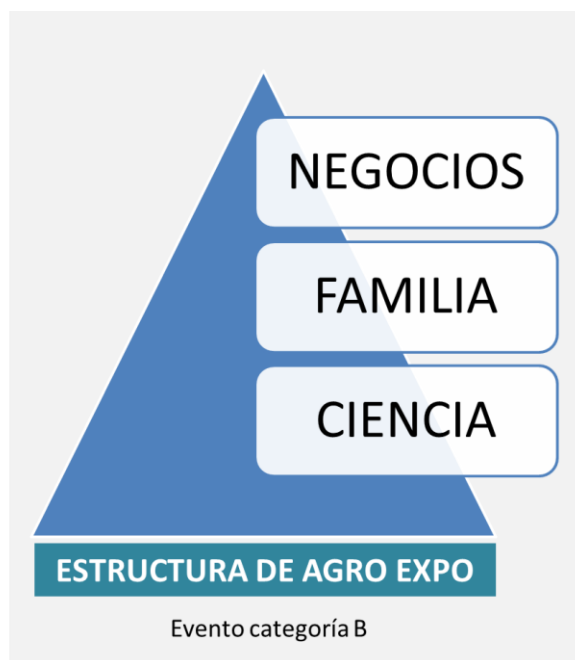 NEGOCIOS
FAMILIA
CIENCIA
ESTRUCTURA DE AGRO EXPO
Evento categoría B